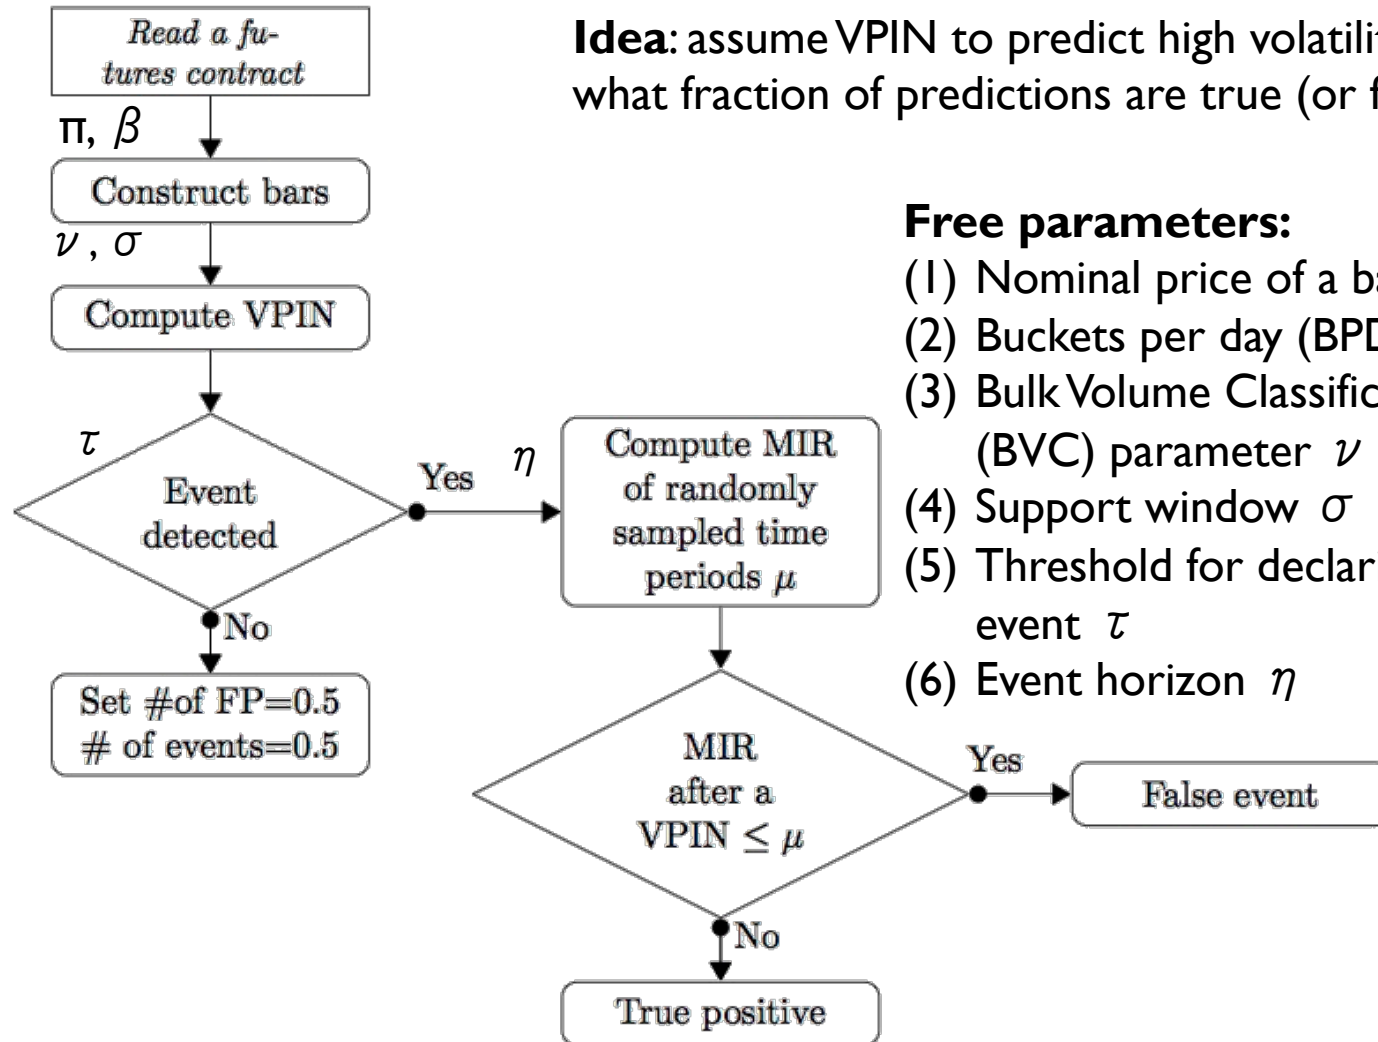 Read a fu-
tures contract
π, β
Construct bars
ν , σ
Compute VPIN
τ
Event
detected
Yes
η
No
Set #of FP=0.5
# of events=0.5
Compute MIR
of randomly
sampled time
periods μ
MIR
after a
VPIN ≤ μ
Yes
False event
No
True positive
Idea: assume VPIN to predict high
what fraction of predictions are true (or
Free parameters:
(1) Nominal price of a
(2) Buckets per day (BPD
(3) Bulk Volume
(BVC) parameter ν
(4) Support window σ
(5) Threshold for
event τ
(6) Event horizon η